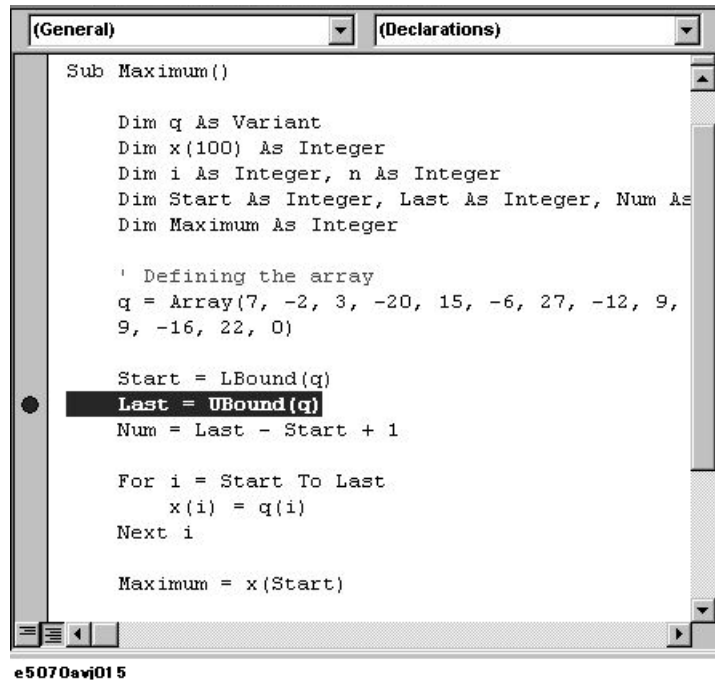 (General) (Declarations)
Sub Maximum()
Dim q As Variant
Dim x(100) As Integer
Dim i As Integer, n As Integer
Dim Start As Integer, Last As Integer, Num As
Dim Maximum As Integer
' Defining the array
q = Array(7, -2, 3, -20, 15, -6, 27, -12, 9,
9, -16, 22, 0)
Start = LBound(q)
Last = UBound(q)
Num = Last - Start + 1
For i = Start To Last
x(i) = q(i)
Next i
Maximum = x(Start)
e5070avj015